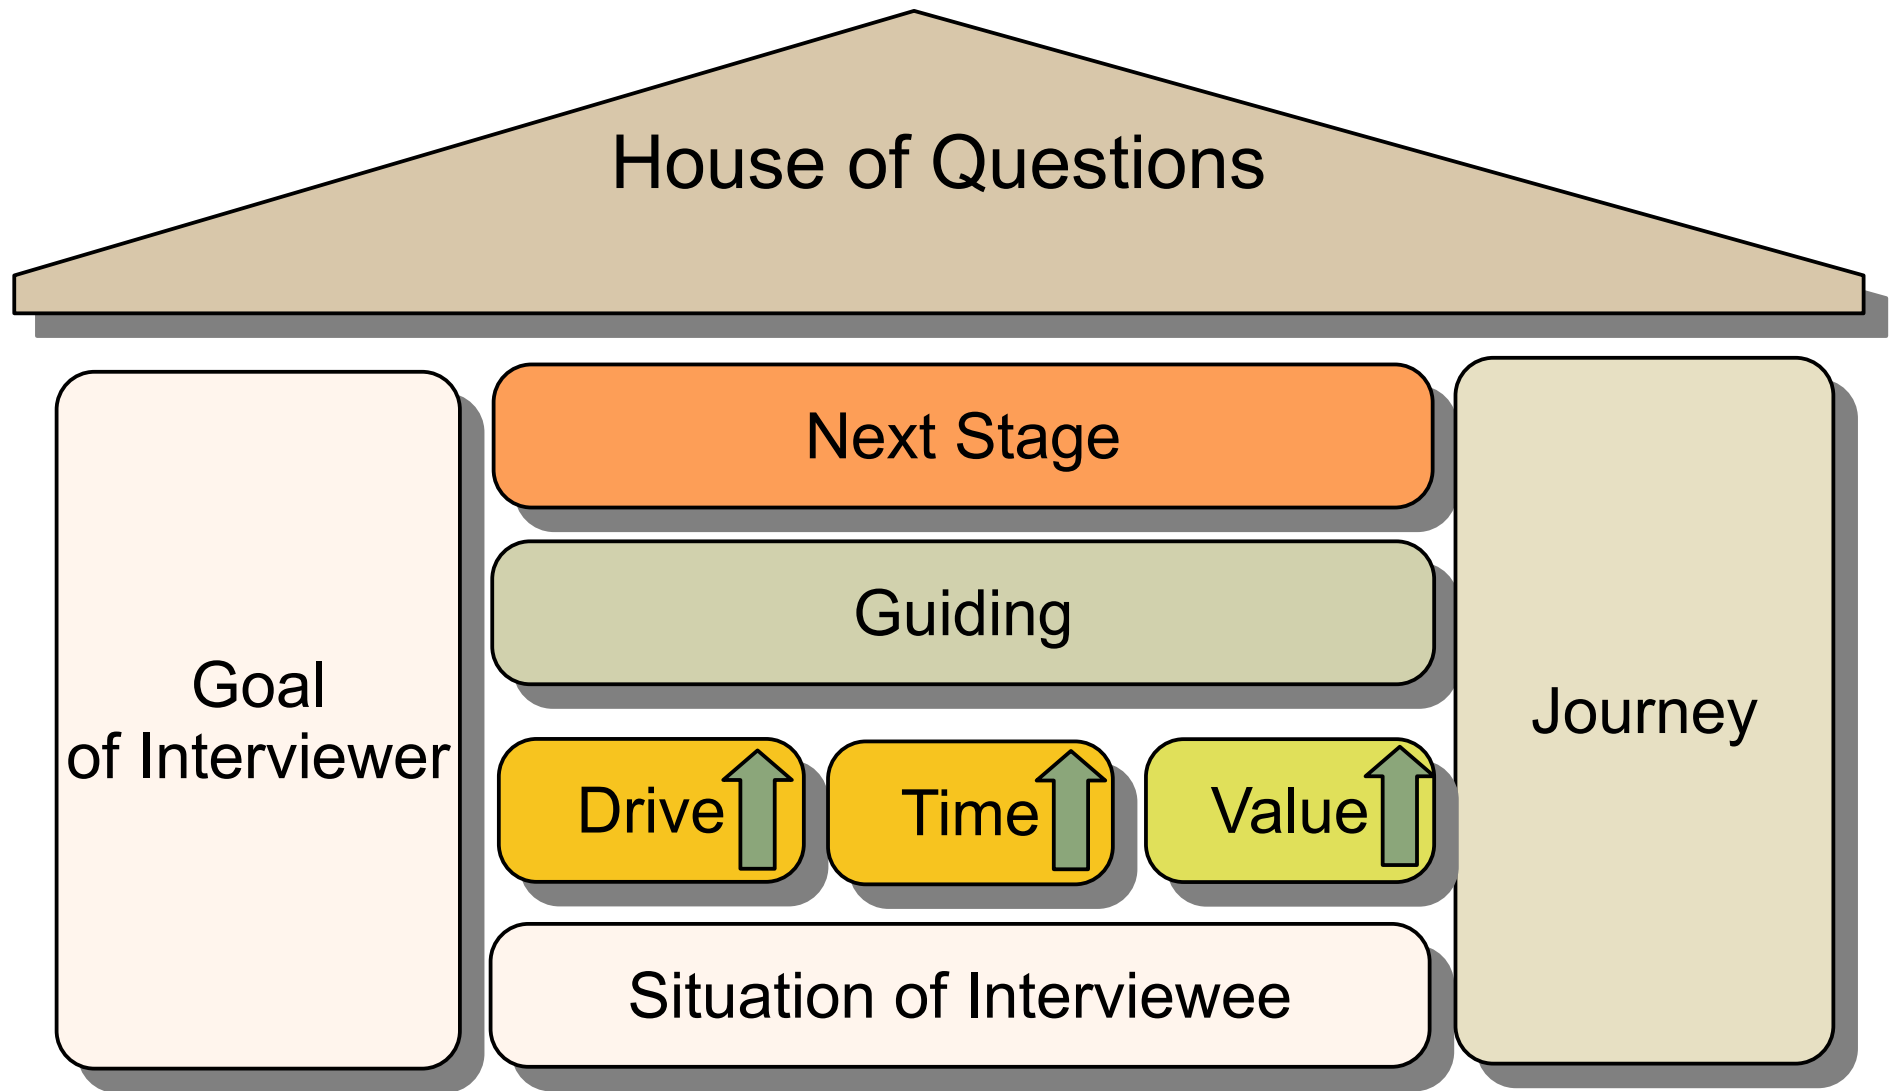 House of Questions
Next Stage
Guiding
Goal
of Interviewer
Journey
Drive
Time
Value
Situation of Interviewee